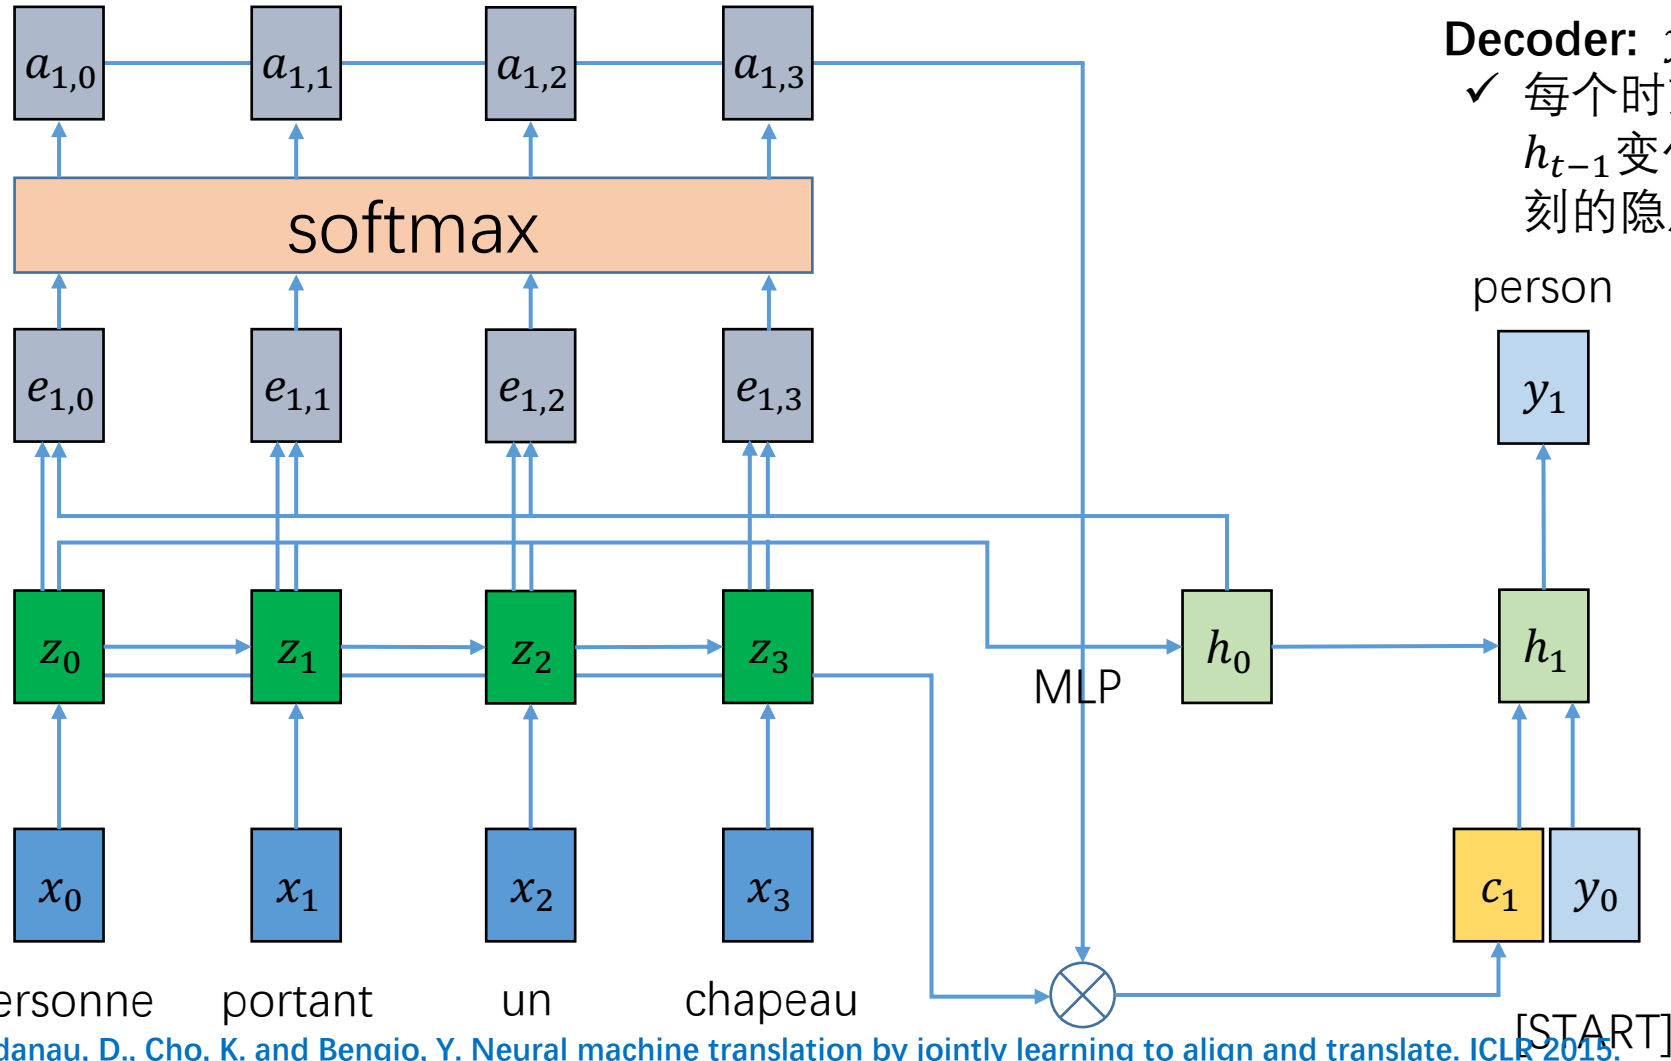 a1,0 a1,1 a1,2 a1,3
Decoder:
✓ 每个时
ht−1变
刻的隐
softmax
person
e1,0 e1,1 e1,2 e1,3
y1
z0 z1 z2 z3 h0 h1
MLP
x0 x1 x2 x3 c1 y0
ersonne portant un chapeau
[START]
danau, D., Cho, K. and Bengio, Y. Neural machine translation by jointly learning to align and translate. ICLR 2015.